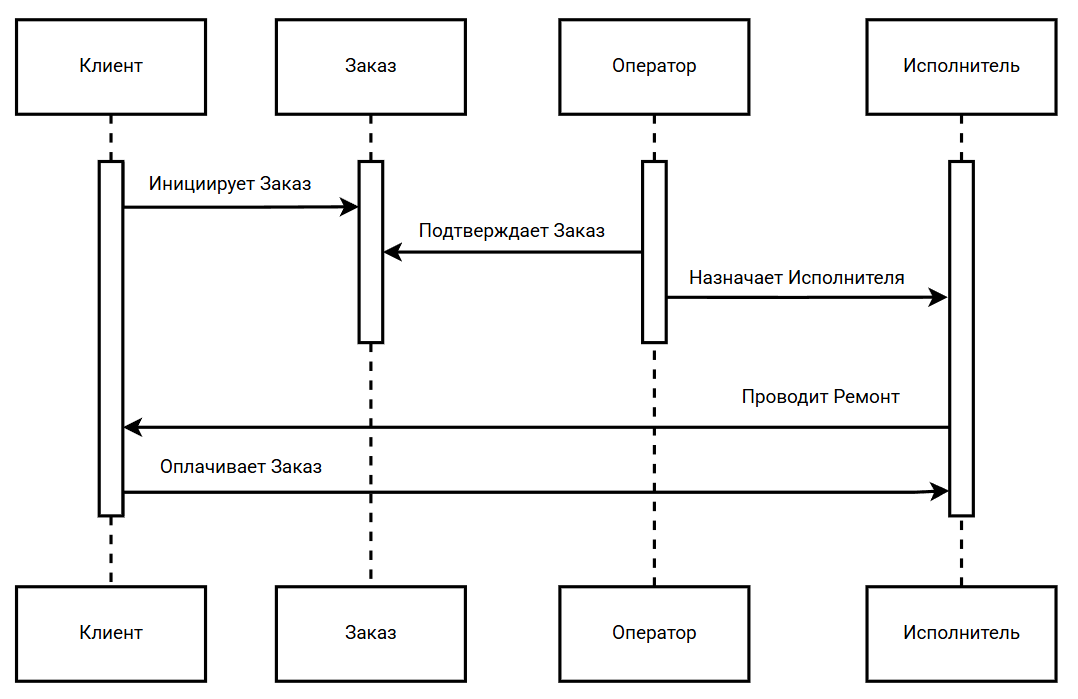 Клиент
Заказ
Оператор
Исполнитель
Инициирует Заказ
Подтверждает Заказ
Назначает Исполнителя
Проводит Ремонт
Оплачивает Заказ
Клиент
Заказ
Оператор
Исполнитель